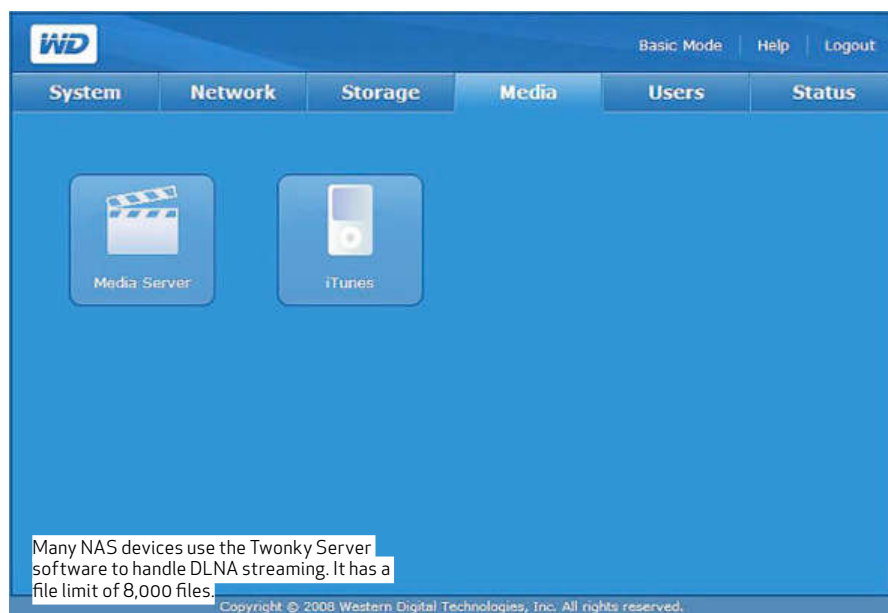 WD
Basic Mode Help Logout
System Network Storage Media Users Status
Media Server iTunes
Many NAS devices use the Twonky Server
software to handle DLNA streaming. It has a
file limit of 8,000 files.
Copyright © 2008 Western Digital Technologies, Inc. All rights reserved.